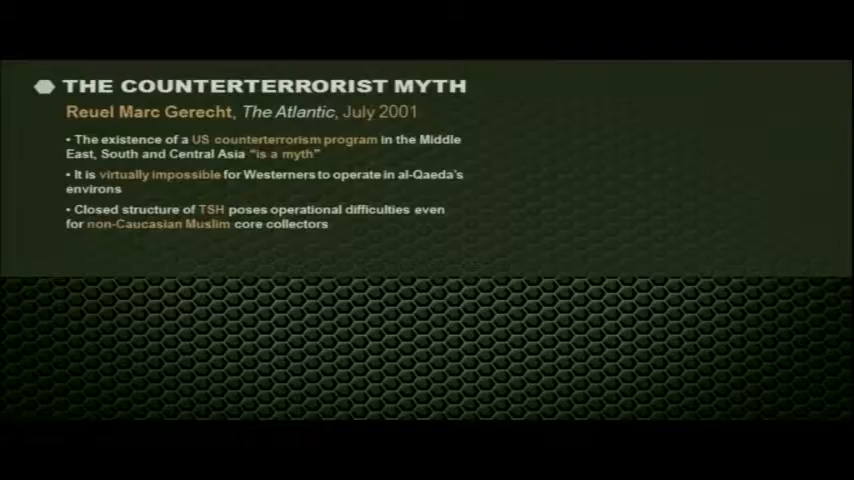 THE COUNTERTERRORIST MYTH
Reuel Marc Gerecht, The Atlantic, July 2001
• The existence of a US counterterrorism program in the Middle
East, South and Central Asia “is a myth”
• It is virtually impossible for Westerners to operate in al-Qaeda's
environs
• Closed structure of TSH poses operational difficulties even
for non-Caucasian Muslim core collectors